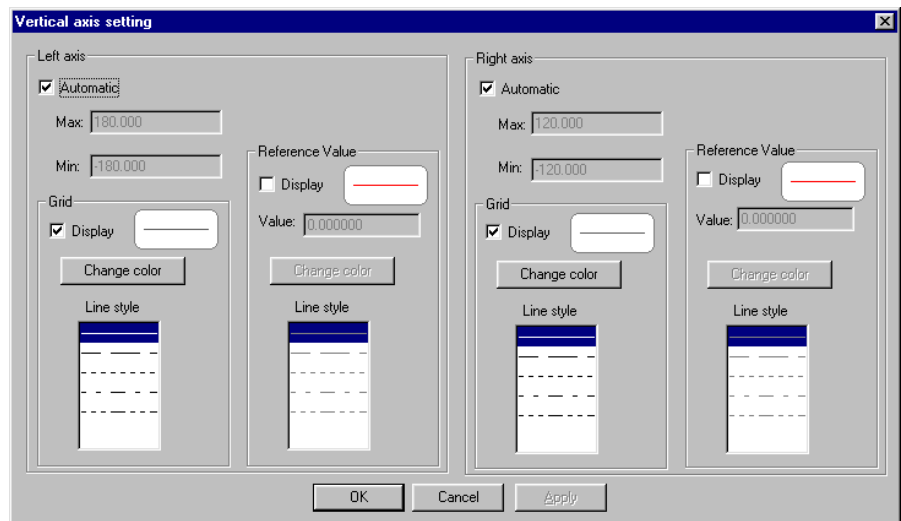 Vertical axis setting
Left axis
Automatic
Max: 180.000
Min: -180.000
Grid
Display
Change color
Line style
Reference Value
Display
Value: 0.000000
Change color
Line style
Right axis
Automatic
Max: 120.000
Min: -120.000
Grid
Display
Change color
Line style
Reference Value
Display
Value: 0.000000
Change color
Line style
OK
Cancel
Apply